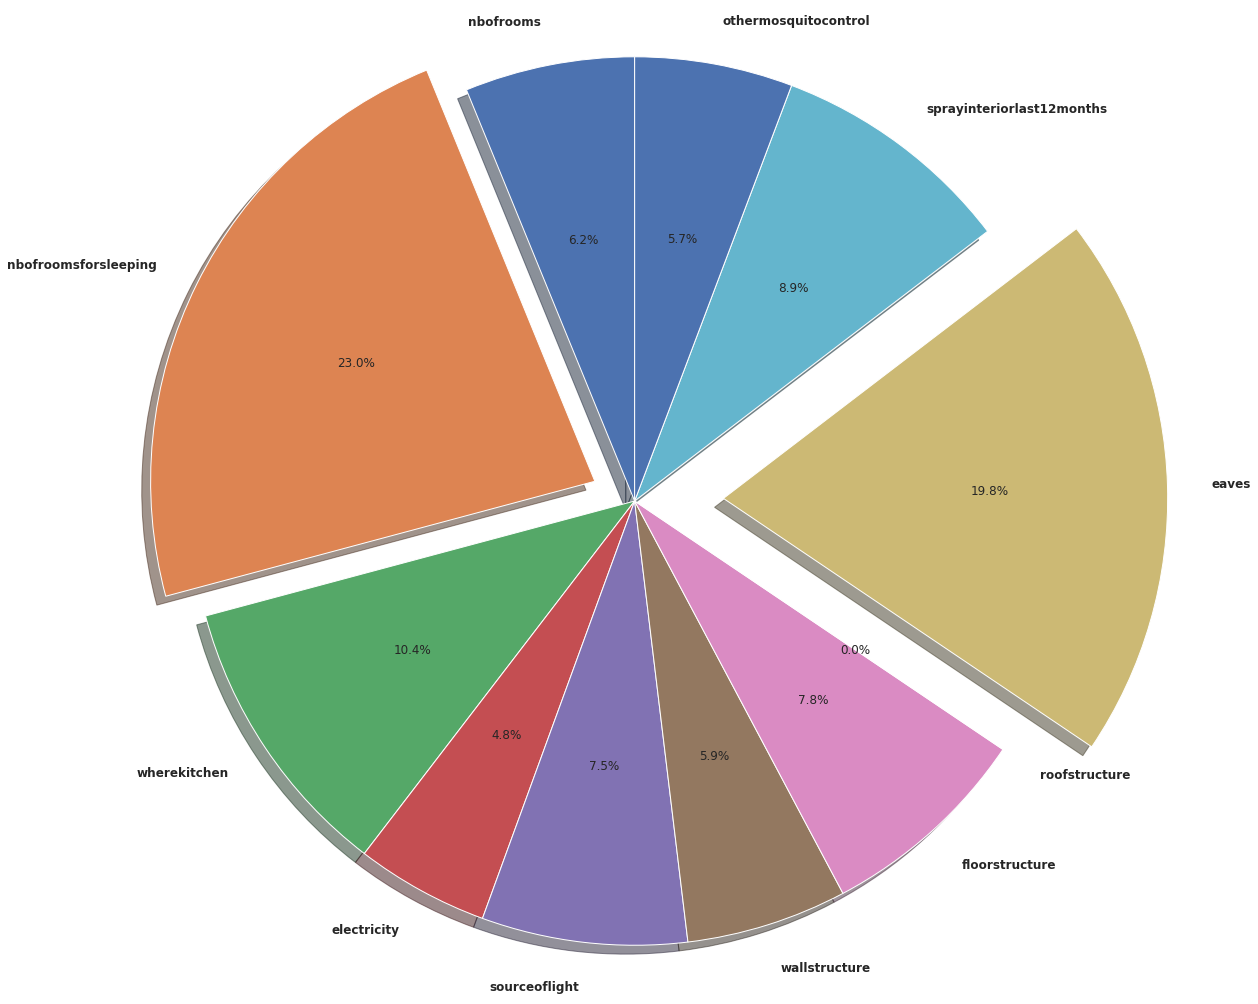 nbofrooms
othermosquitocontrol
sprayinteriorlast12months
6.2%
5.7%
8.9%
nbofroomsforsleeping
23.0%
19.8%
eaves
10.4%
0.0%
7.8%
4.8%
7.5%
5.9%
wherekitchen
roofstructure
floorstructure
electricity
wallstructure
sourceoflight